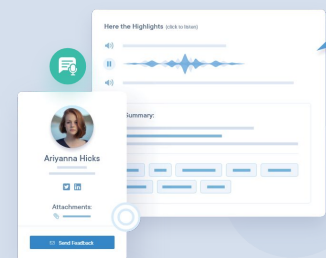 Here the Highlights (click to listen)
Summary:
Ariyanna Hicks
Attachments:
Send Feedback